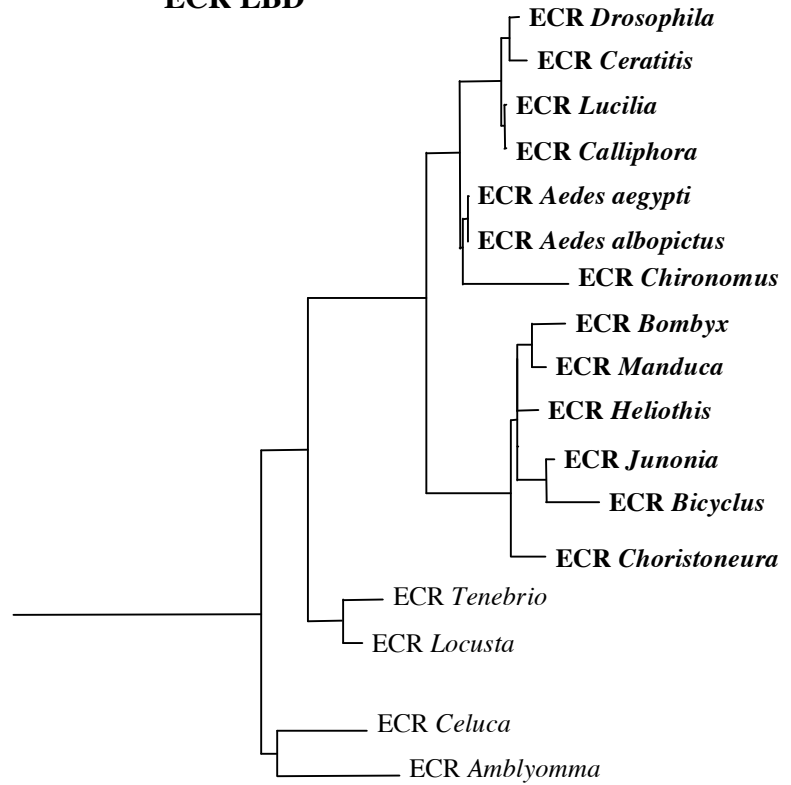 ECR LBD
ECR Drosophila
ECR Ceratitis
ECR Lucilia
ECR Calliphora
ECR Aedes aegypti
ECR Aedes albopictus
ECR Chironomus
ECR Bombyx
ECR Manduca
ECR Heliothis
ECR Junonia
ECR Bicyclus
ECR Choristoneura
ECR Tenebrio
ECR Locusta
ECR Celuca
ECR Amblyomma